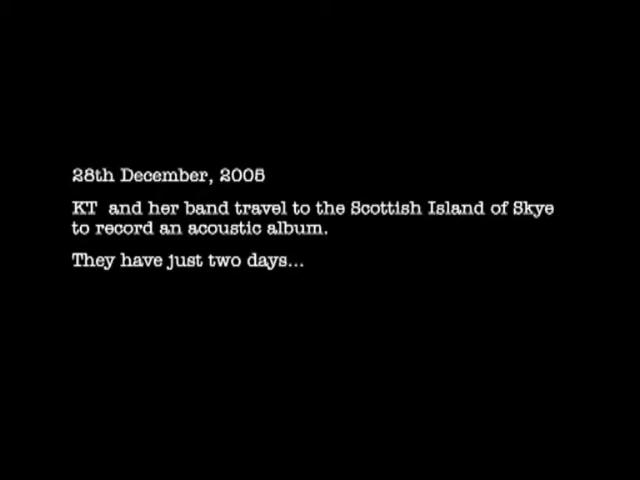 28th December, 2005
KT and her band travel to the Scottish Island of Skye
to record an acoustic album.
They have just two days...